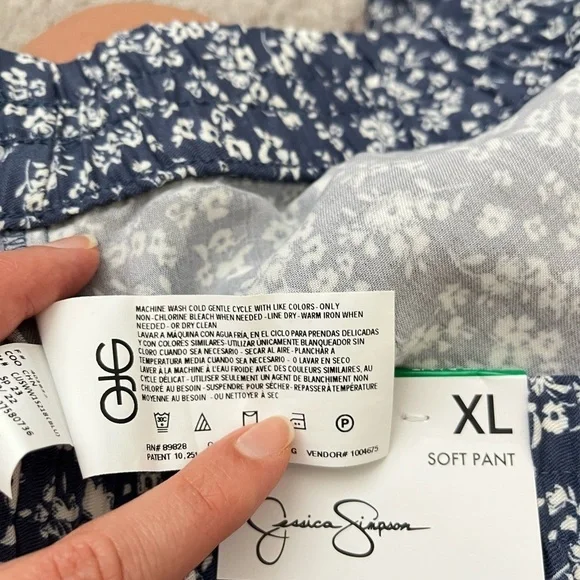 MACHINE WASH COLD GENTLE CYCLE WITH LIKE COLORS - ONLY
NON-CHLORINE BLEACH WHEN NEEDED - LINE DRY - WARM IRON WHEN
NEEDED - OR DRY CLEAN
LAVAR A MÁQUINA CON AGUA FRÍA, EN EL CICLO PARA PRENDAS DELICADAS
Y CON COLORES SIMILARES - UTILIZAR ÚNICAMENTE BLANQUEADOR SIN
CLORO CUANDO SEA NECESARIO - SECAR AL AIRE - PLANCHAR A
TEMPERATURA MEDIA CUANDO SEA NECESARIO - O LAVAR EN SECO
LAVER À LA MACHINE À L'EAU FROIDE AVEC DES COULEURS SIMILAIRES, AU
CYCLE DÉLICAT - UTILISER SEULEMENT UN AGENT DE BLANCHIMENT NON
CHLORÉ AU BESOIN - SUSPENDRE POUR SÉCHER - REPASSER À TEMPÉRATURE
MOYENNE AU BESOIN - OU NETTOYER À SEC
30C
P
RN# 89828
PATENT 10,251
G VENDOR# 1004675
XL
SOFT PANT
Jessica Simpson